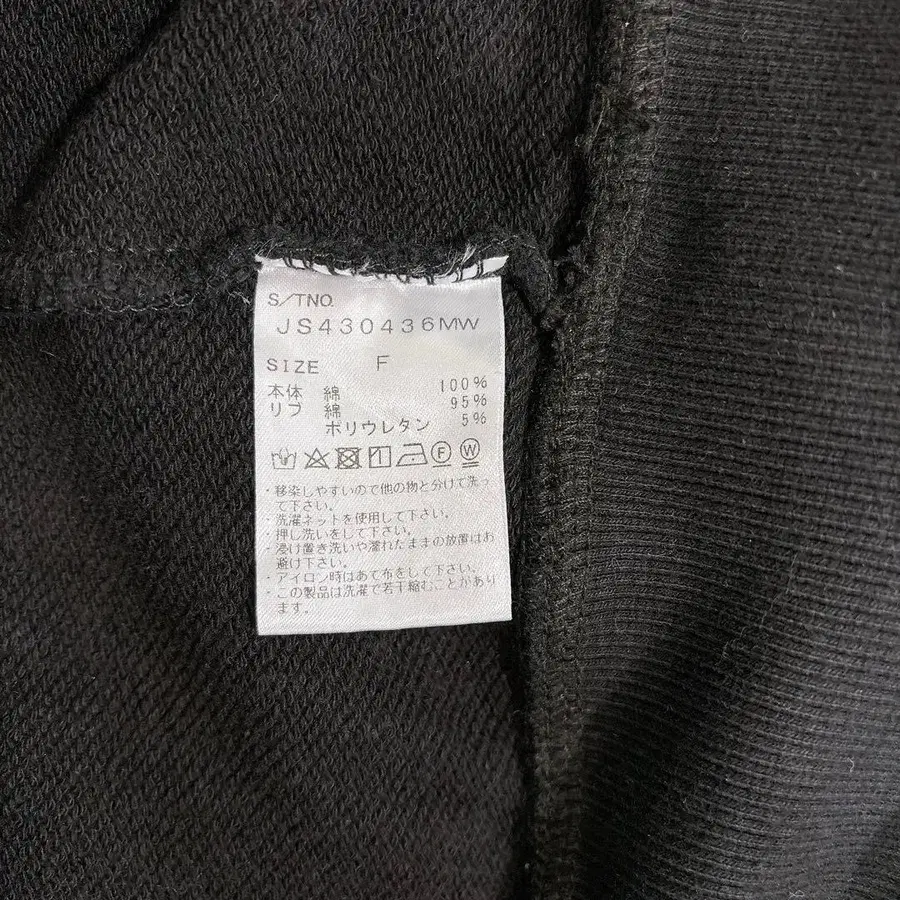 S/TNO.
JS430436MW
SIZE F
本体 綿 100%
リブ 綿 95%
ポリウレタン 5%
F W
・移染しやすいので他の物と分けて洗っ
て下さい。
・洗濯ネットを使用して下さい。
・押し洗いをして下さい。
・浸け置き洗いや濡れたままの放置はお
避け下さい。
・アイロン時はあて布をして下さい。
・この製品は洗濯で若干縮むことがあり
ます。